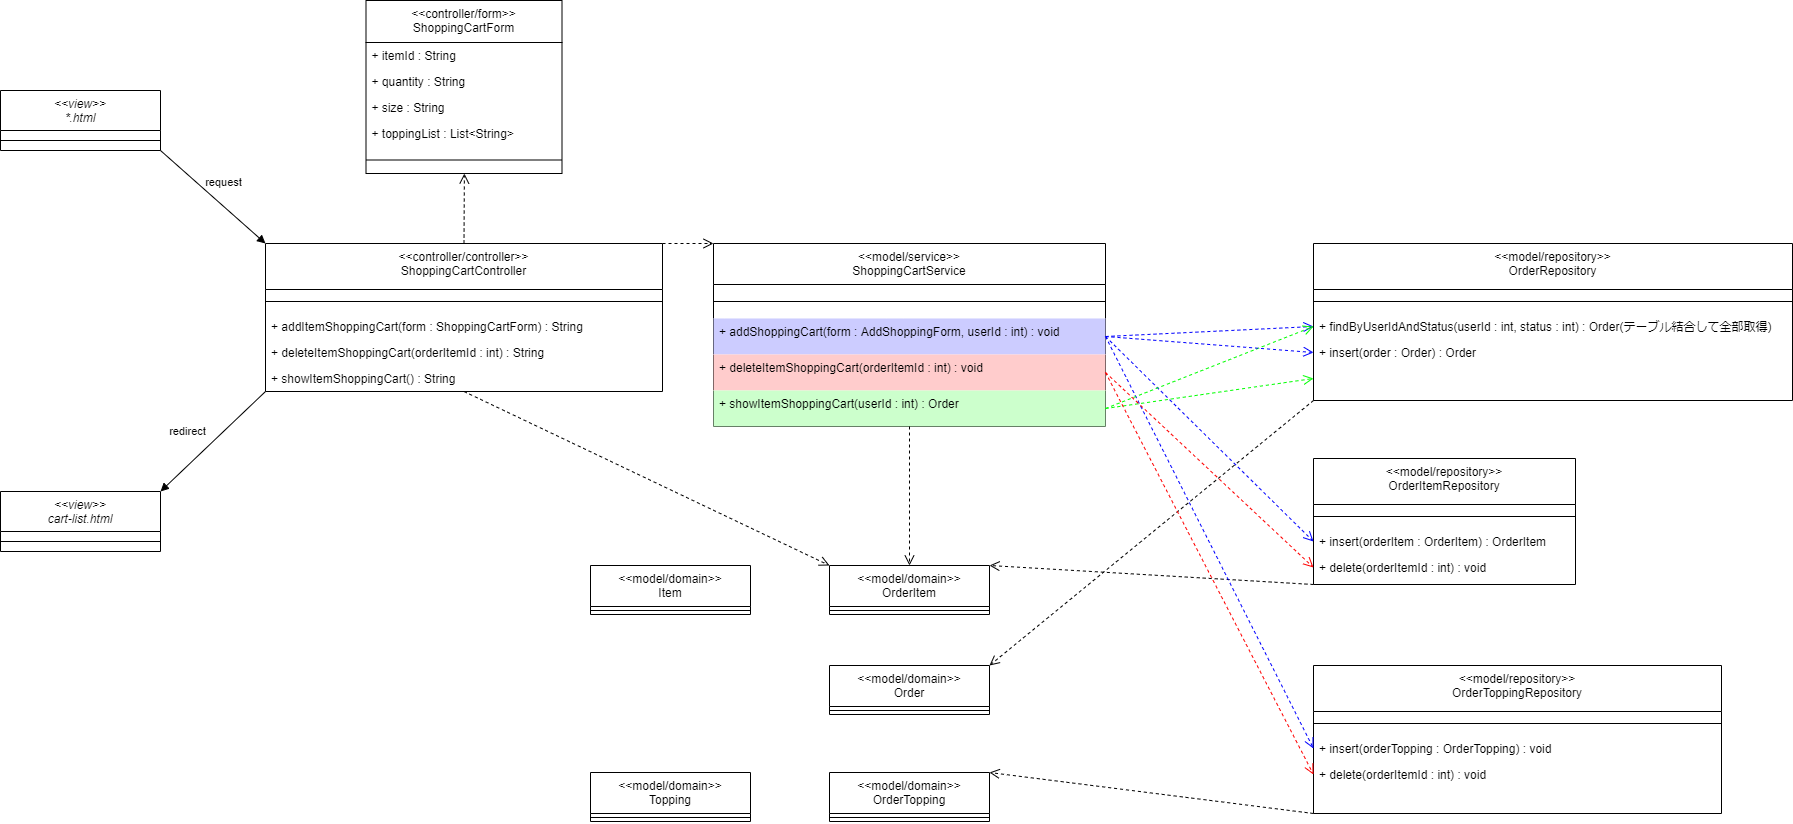 <<controller/form>>
ShoppingCartForm
+ itemId : String
+ quantity : String
+ size : String
+ toppingList : List<String>
<<view>>
*.html
request
<<controller/controller>>
ShoppingCartController
+ addItemShoppingCart(form : ShoppingCartForm) : String
+ deleteItemShoppingCart(orderItemId : int) : String
+ showItemShoppingCart() : String
<<model/service>>
ShoppingCartService
+ addShoppingCart(form : AddShoppingForm, userId : int) : void
+ deleteItemShoppingCart(orderItemId : int) : void
+ showItemShoppingCart(userId : int) : Order
<<model/repository>>
OrderRepository
+ findByUserIdAndStatus(userId : int, status : int) : Order(テーブル結合して全部取得)
+ insert(order : Order) : Order
redirect
<<view>>
cart-list.html
<<model/repository>>
OrderItemRepository
+ insert(orderItem : OrderItem) : OrderItem
+ delete(orderItemId : int) : void
<<model/domain>>
Item
<<model/domain>>
OrderItem
<<model/domain>>
Order
<<model/repository>>
OrderToppingRepository
+ insert(orderTopping : OrderTopping) : void
+ delete(orderItemId : int) : void
<<model/domain>>
Topping
<<model/domain>>
OrderTopping